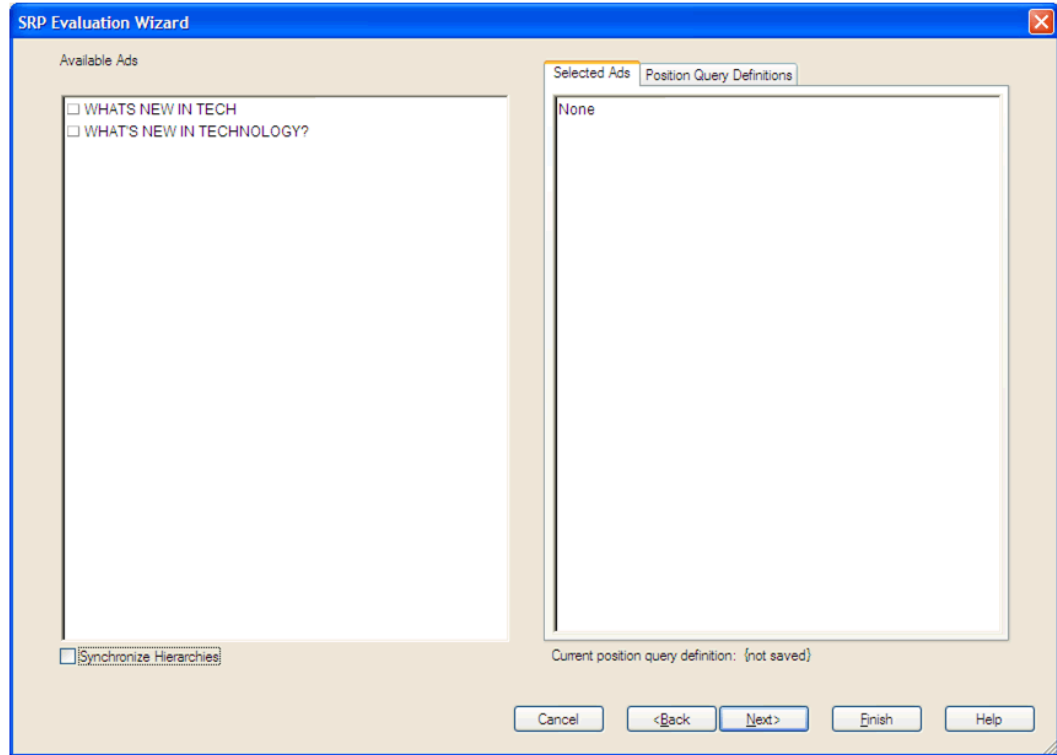 SRP Evaluation Wizard
Available Ads
WHATS NEW IN TECH
WHAT'S NEW IN TECHNOLOGY?
Synchronize Hierarchies
Selected Ads
Position Query Definitions
None
Current position query definition: {not saved}
Cancel
<Back
Next>
Finish
Help